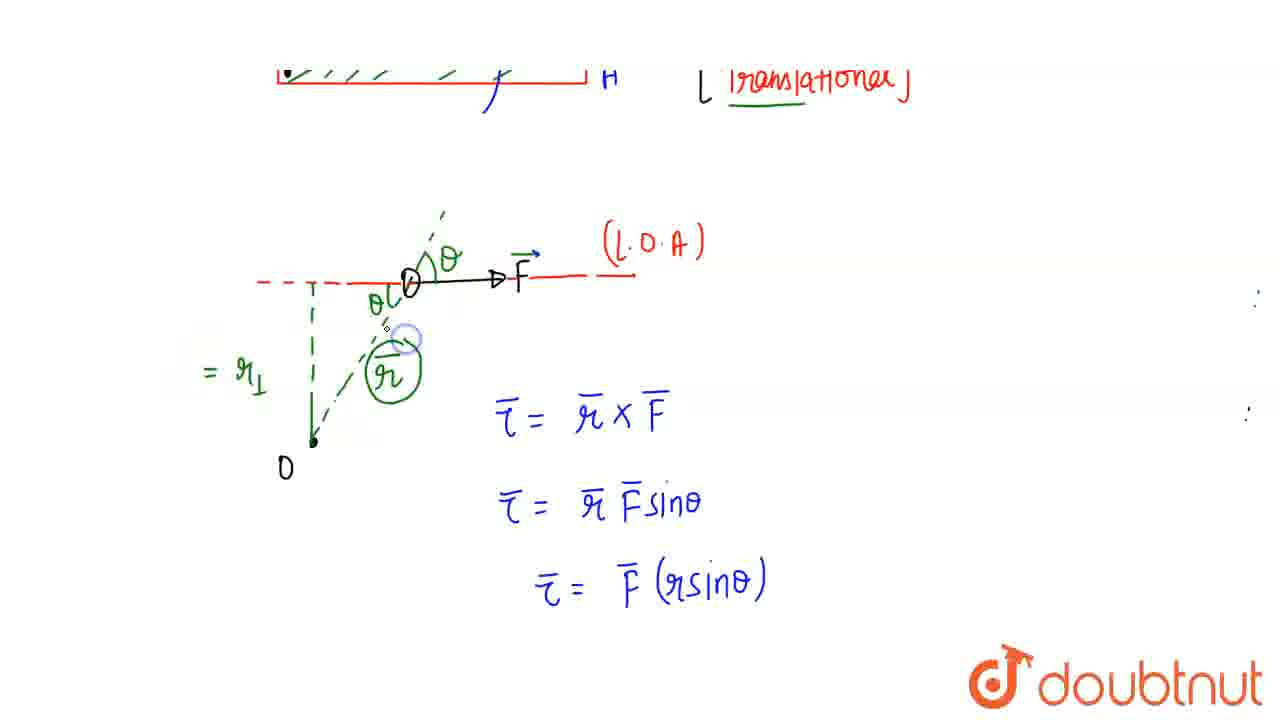 H [Translational]
(L.O.A)
θ
F⃗
θ
= r⊥
r̄
τ̄ = r̄ × F̄
O
τ̄ = r̄ F̄ sinθ
τ̄ = F̄ (r sinθ)
doubtnut